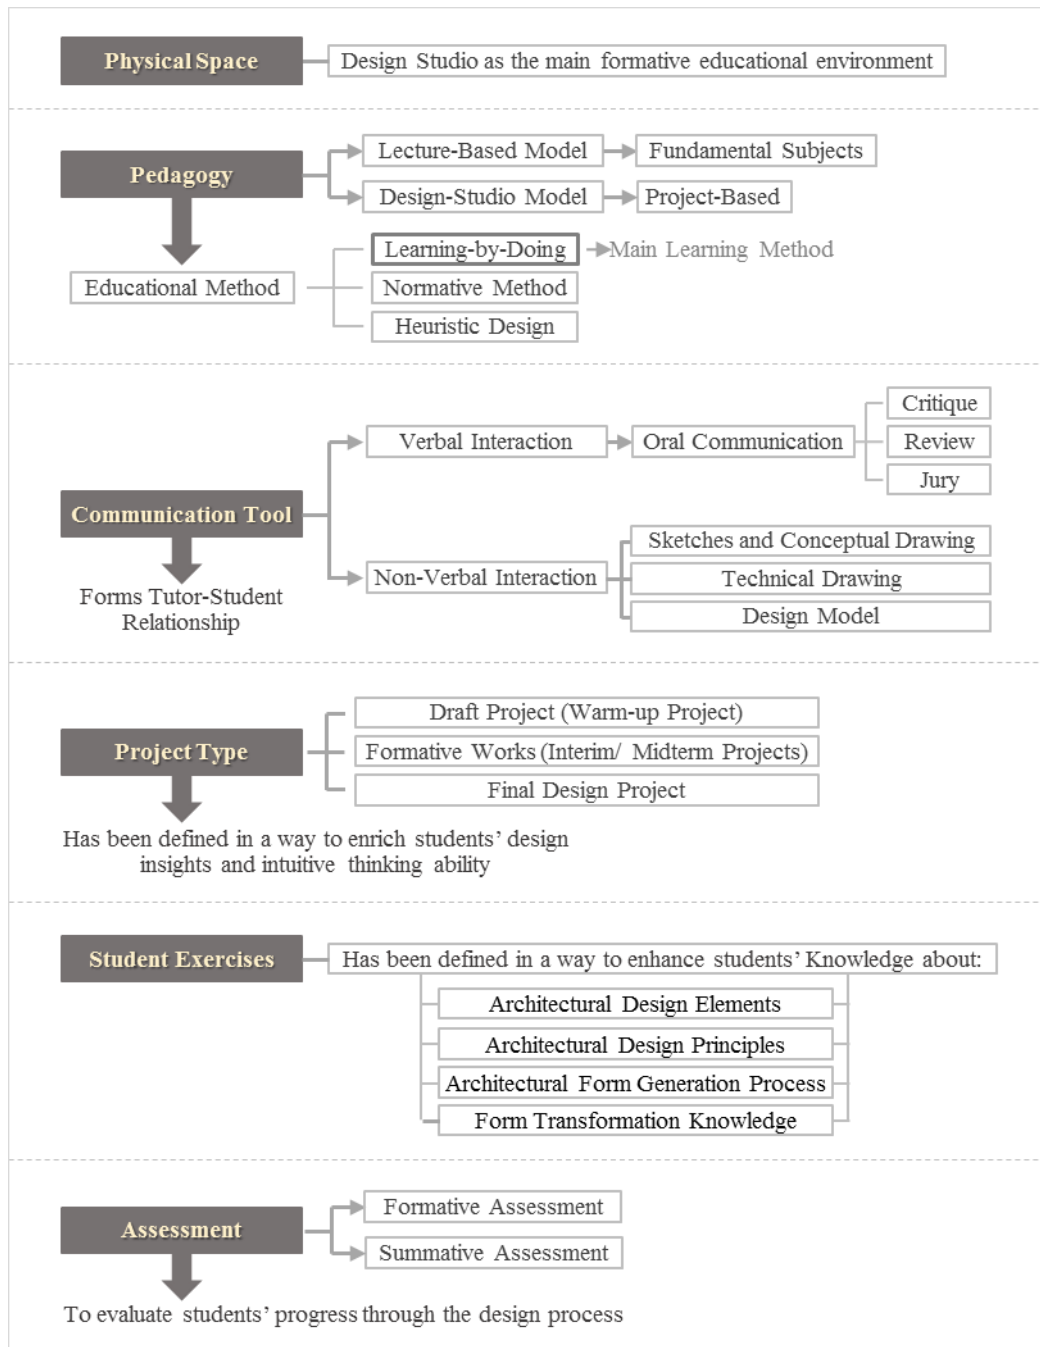 Physical Space
Design Studio as the main formative educational environment
Pedagogy
Lecture-Based Model
Fundamental Subjects
Design-Studio Model
Project-Based
Educational Method
Learning-by-Doing
Main Learning Method
Normative Method
Heuristic Design
Communication Tool
Forms Tutor-Student
Relationship
Verbal Interaction
Oral Communication
Critique
Review
Jury
Non-Verbal Interaction
Sketches and Conceptual Drawing
Technical Drawing
Design Model
Project Type
Draft Project (Warm-up Project)
Formative Works (Interim/ Midterm Projects)
Final Design Project
Has been defined in a way to enrich students’ design
insights and intuitive thinking ability
Student Exercises
Has been defined in a way to enhance students’ Knowledge about:
Architectural Design Elements
Architectural Design Principles
Architectural Form Generation Process
Form Transformation Knowledge
Assessment
Formative Assessment
Summative Assessment
To evaluate students’ progress through the design process